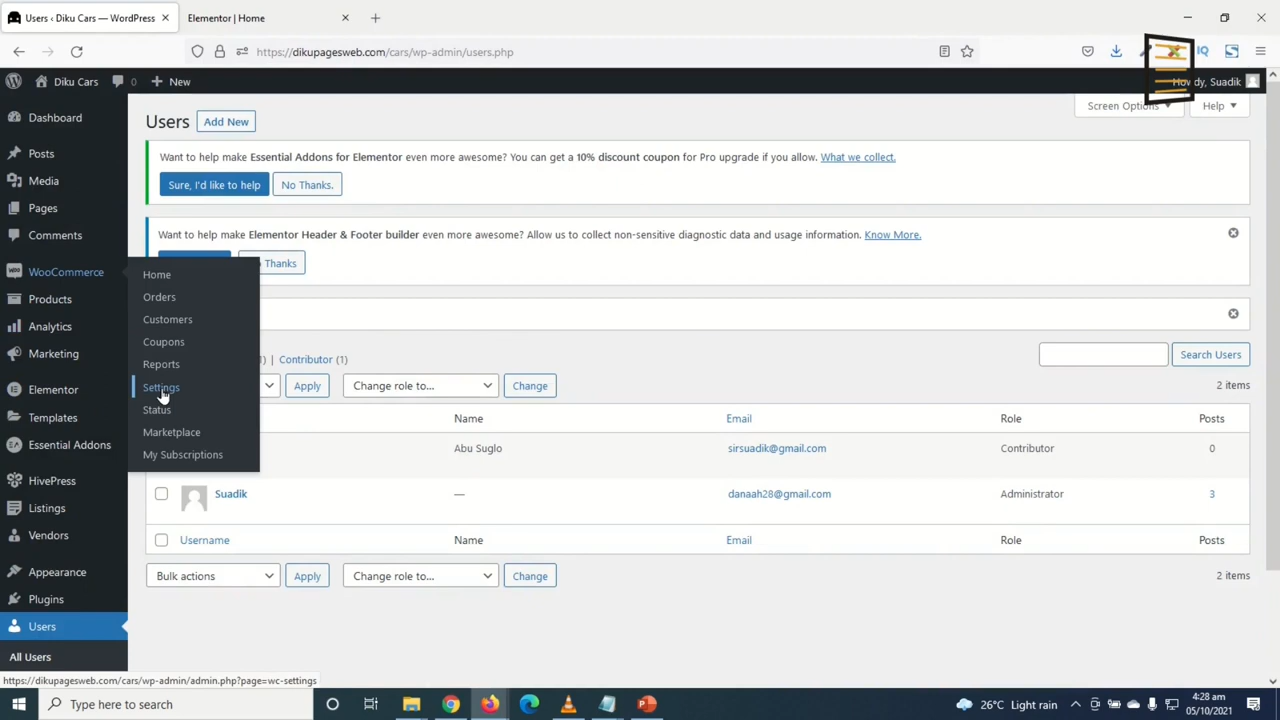 Users ‹ Diku Cars — WordPress
Elementor | Home
https://dikupagesweb.com/cars/wp-admin/users.php
IQ
Diku Cars
0
New
dy, Suadik
Screen Options
Help
Dashboard
Posts
Media
Pages
Comments
WooCommerce
Products
Analytics
Marketing
Elementor
Templates
Essential Addons
HivePress
Listings
Vendors
Appearance
Plugins
Users
All Users
Home
Orders
Customers
Coupons
Reports
Settings
Status
Marketplace
My Subscriptions
Users
Add New
Want to help make Essential Addons for Elementor even more awesome? You can get a 10% discount coupon for Pro upgrade if you allow. What we collect.
Sure, I'd like to help
No Thanks.
Want to help make Elementor Header & Footer builder even more awesome? Allow us to collect non-sensitive diagnostic data and usage information. Know More.
Thanks
1) | Contributor (1)
Search Users
Apply
Change role to...
Change
2 items
Name
Email
Role
Posts
Abu Suglo
sirsuadik@gmail.com
Contributor
0
Suadik
—
danaah28@gmail.com
Administrator
3
Username
Name
Email
Role
Posts
Bulk actions
Apply
Change role to...
Change
2 items
https://dikupagesweb.com/cars/wp-admin/admin.php?page=wc-settings
Type here to search
26°C Light rain
4:28 am
05/10/2021